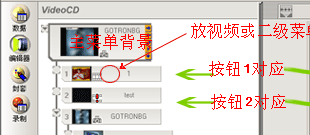 VideoCD
GOTRONBG
主菜单背景
放视频或二级菜单
数据
编辑器
封套
录制
1
1
按钮1对应
2
test
按钮2对应
3
GOTRONBG